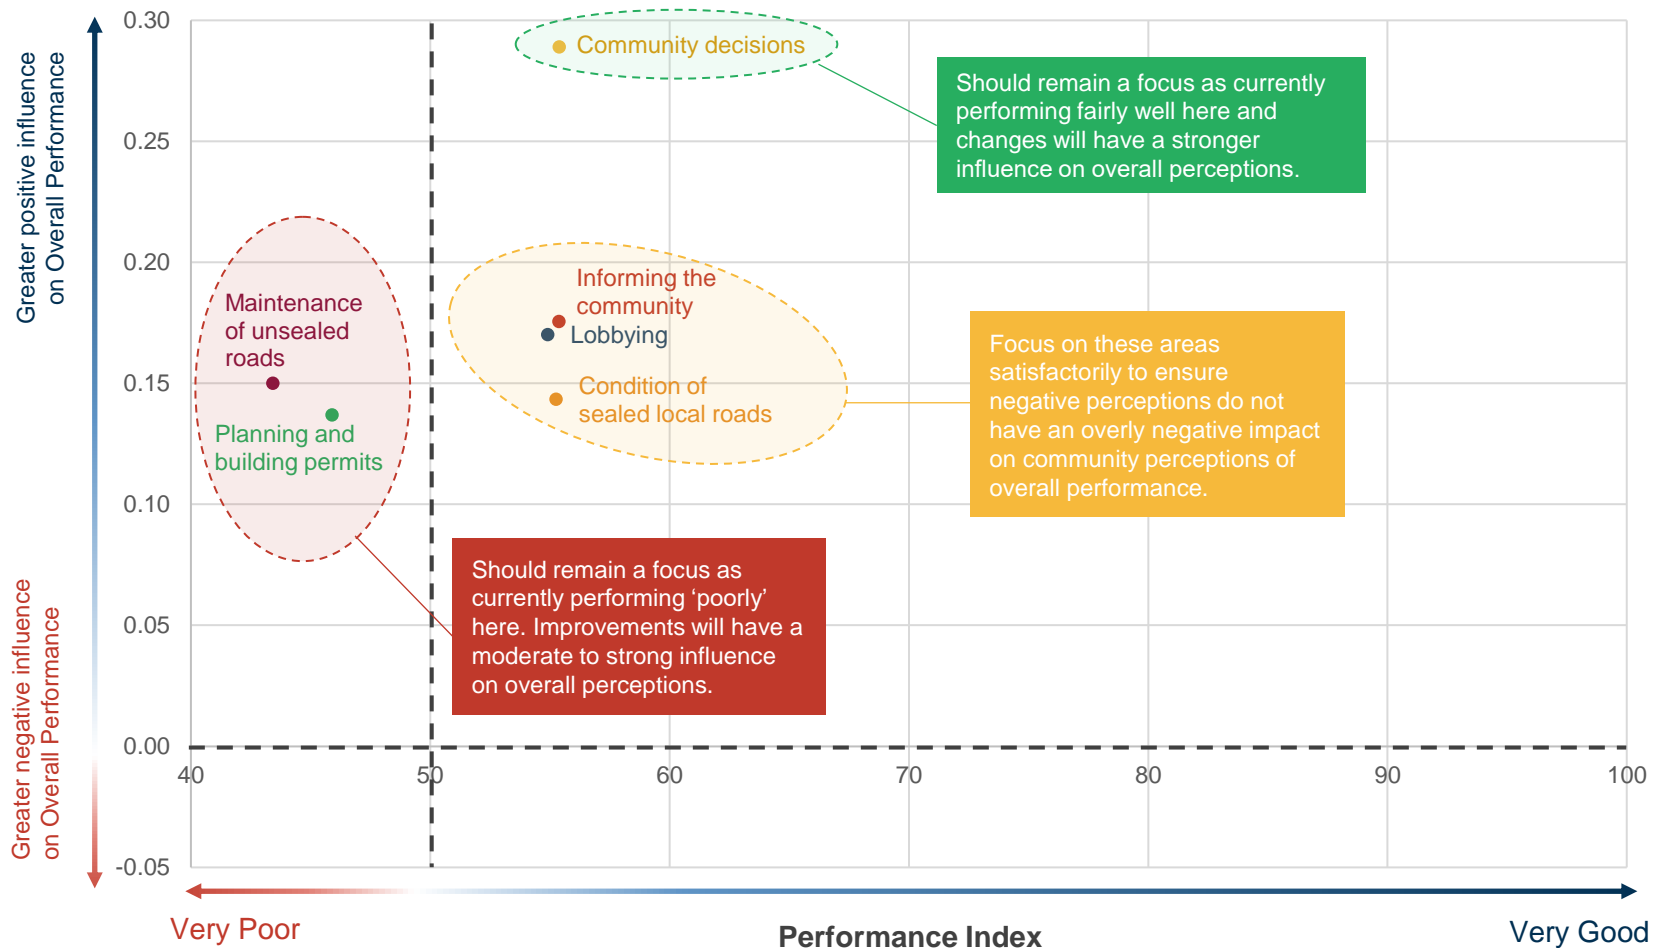 Greater positive influence
on Overall Performance
Greater negative influence
on Overall Performance
0.30
0.25
0.20
0.15
0.10
0.05
0.00
-0.05
40
50
60
70
80
90
100
Community decisions
Should remain a focus as currently
performing fairly well here and
changes will have a stronger
influence on overall perceptions.
Maintenance
of unsealed
roads
Planning and
building permits
Informing the
community
Lobbying
Condition of
sealed local roads
Focus on these areas
satisfactorily to ensure
negative perceptions do not
have an overly negative impact
on community perceptions of
overall performance.
Should remain a focus as
currently performing ‘poorly’
here. Improvements will have a
moderate to strong influence
on overall perceptions.
Very Poor
Performance Index
Very Good